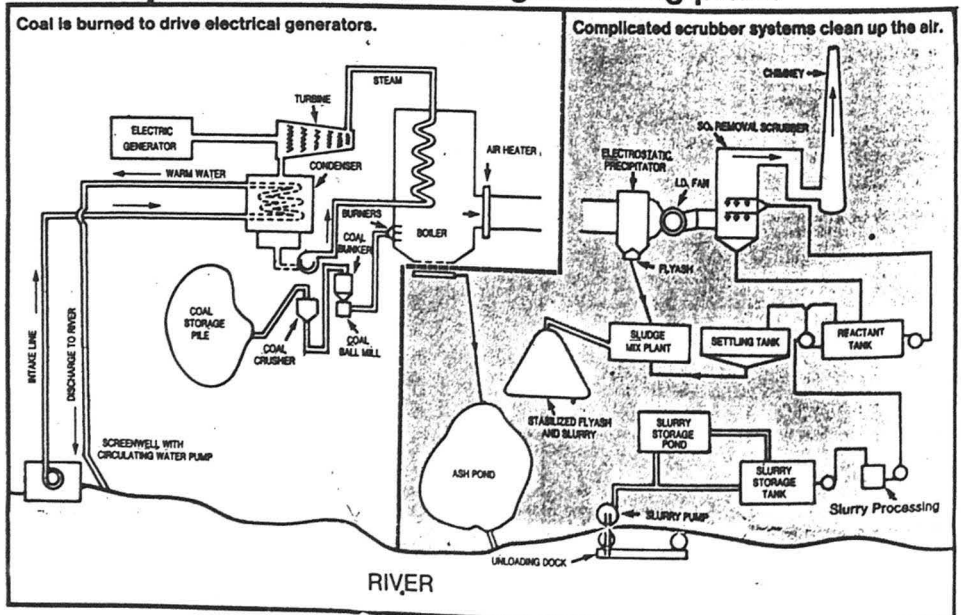 Coal is burned to drive electrical generators.
Complicated scrubber systems clean up the air.
STEAM
TURBINE
ELECTRIC
GENERATOR
CONDENSER
WARM WATER
AIR HEATER
BURNERS
COAL
BUNKER
BOILER
COAL
STORAGE
PILE
COAL
CRUSHER
COAL
BALL MILL
INTAKE LINE
DISCHARGE TO RIVER
SCREENWELL WITH
CIRCULATING WATER PUMP
CHIMNEY
SO₂ REMOVAL SCRUBBER
ELECTROSTATIC
PRECIPITATOR
I.D. FAN
FLYASH
SLUDGE
MIX PLANT
SETTLING TANK
REACTANT
TANK
STABILIZED FLYASH
AND SLURRY
ASH POND
SLURRY
STORAGE
POND
SLURRY
STORAGE
TANK
Slurry Processing
SLURRY PUMP
UNLOADING DOCK
RIVER